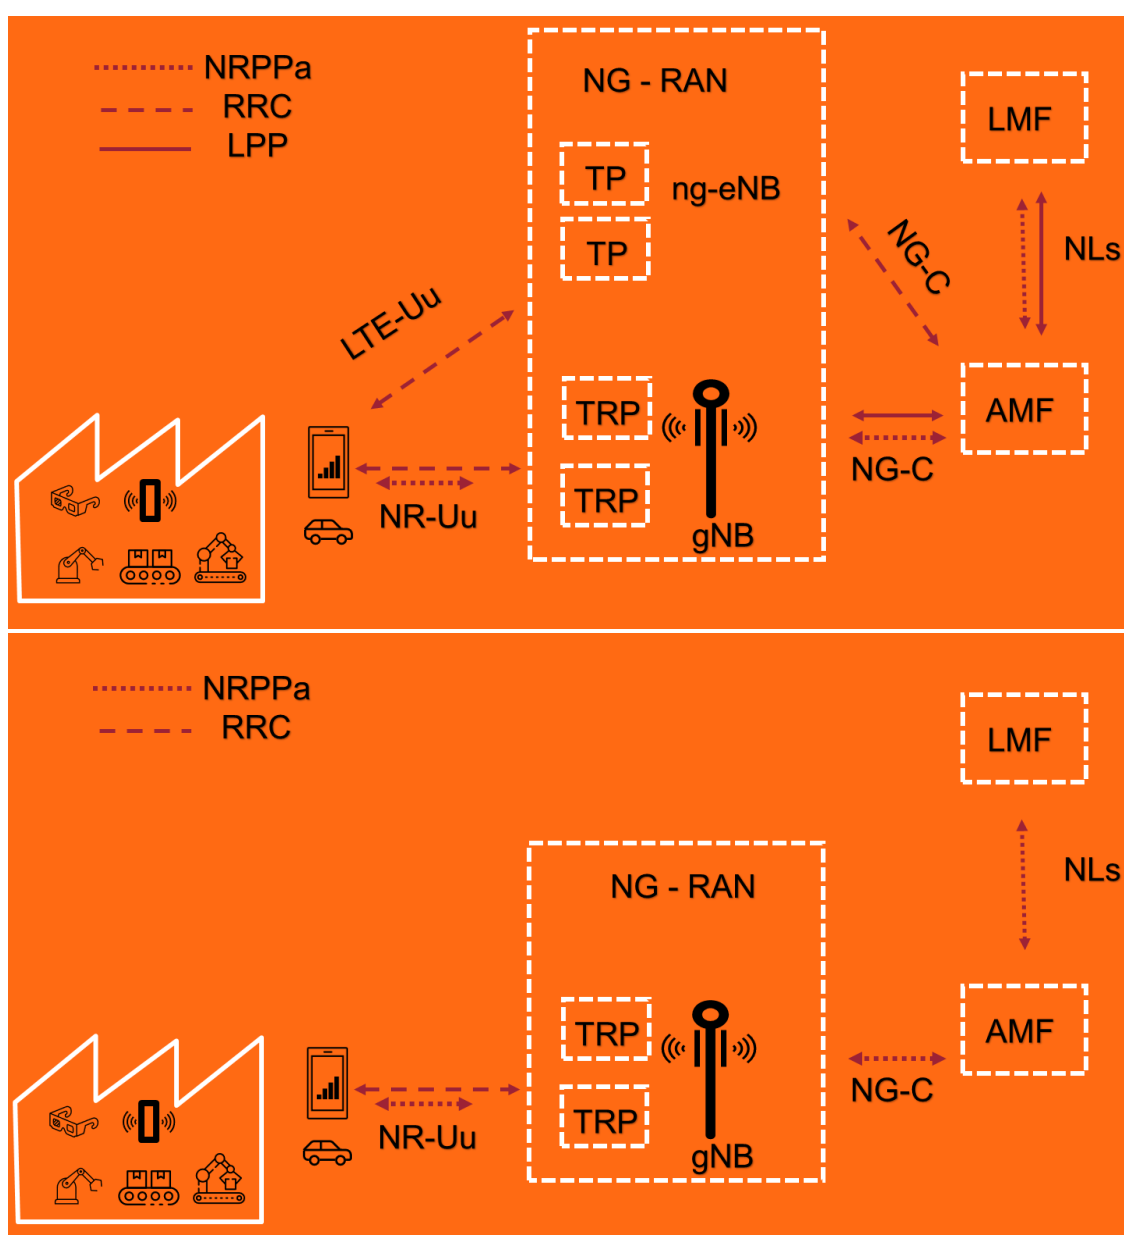 NRPPa
RRC
LPP
NG - RAN
LMF
TP
ng-eNB
TP
NG-C
NLs
LTE-Uu
TRP
AMF
NG-C
TRP
NR-Uu
gNB
NRPPa
RRC
LMF
NG - RAN
NLs
TRP
AMF
NG-C
TRP
NR-Uu
gNB